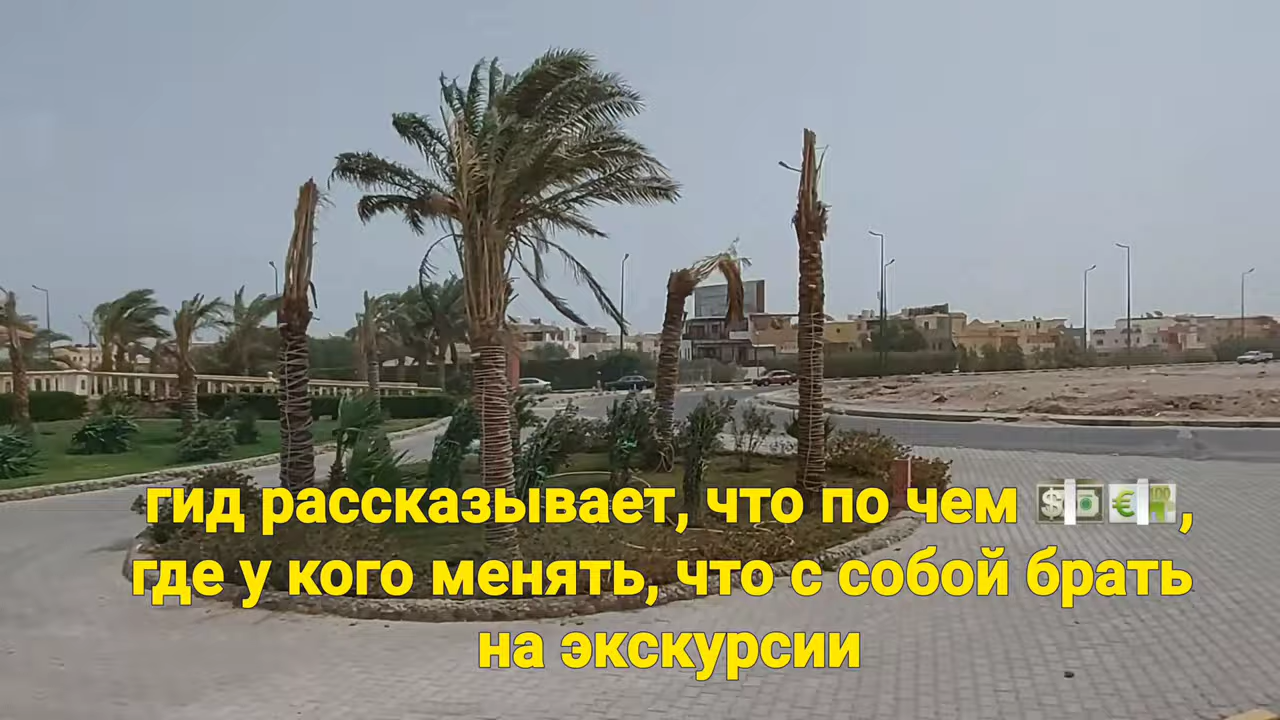 гид рассказывает, что по чем 💵💶,
где у кого менять, что с собой брать
на экскурсии